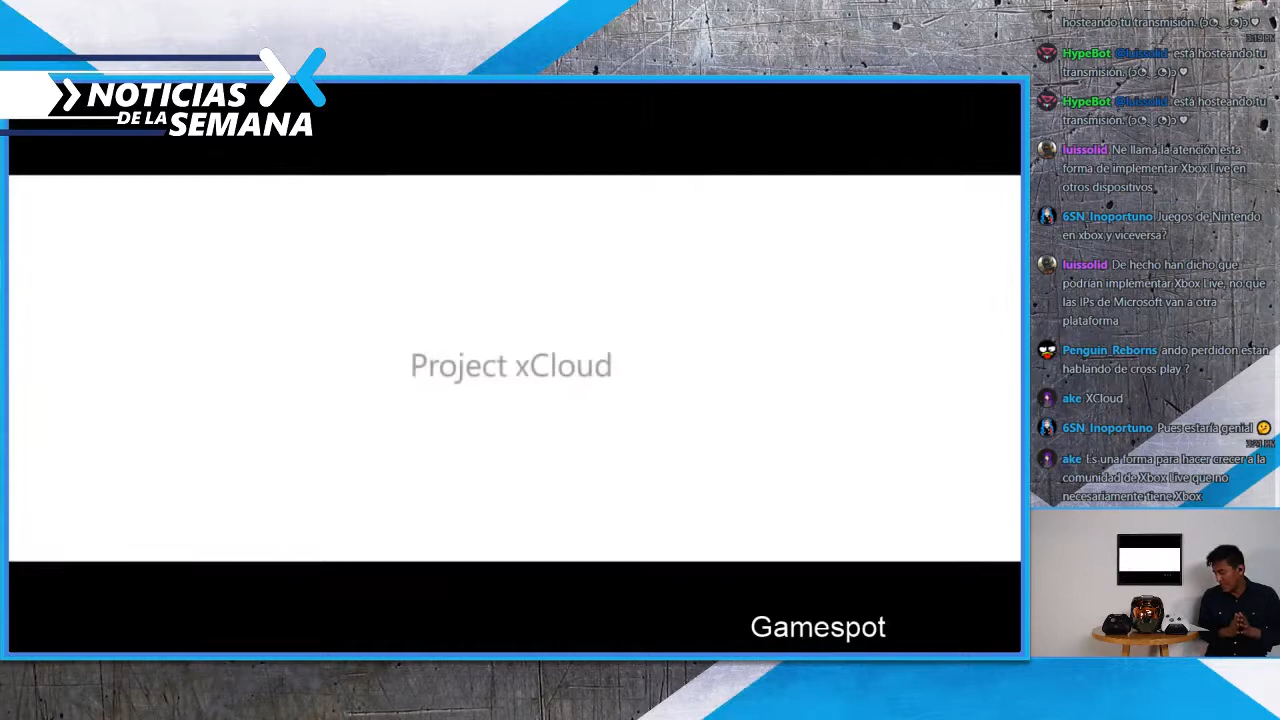 NOTICIAS
DE LA
SEMANA
Project xCloud
Gamespot
hosteando tu transmisión.
HypeBot @luissolid está hosteando tu
transmisión.
HypeBot @luissolid está hosteando tu
transmisión.
luissolid Ne llama la atención esta
forma de implementar Xbox Live en
otros dispositivos
6SN_Inoportuno Juegos de Nintendo
en xbox y viceversa?
luissolid De hecho han dicho que
podrían implementar Xbox Live, no que
las IPs de Microsoft van a otra
plataforma
Penguin_Reborns ando perdidon estan
hablando de cross play ?
ake XCloud
6SN_Inoportuno Pues estaría genial
ake Es una forma para hacer crecer a la
comunidad de Xbox Live que no
necesariamente tiene Xbox